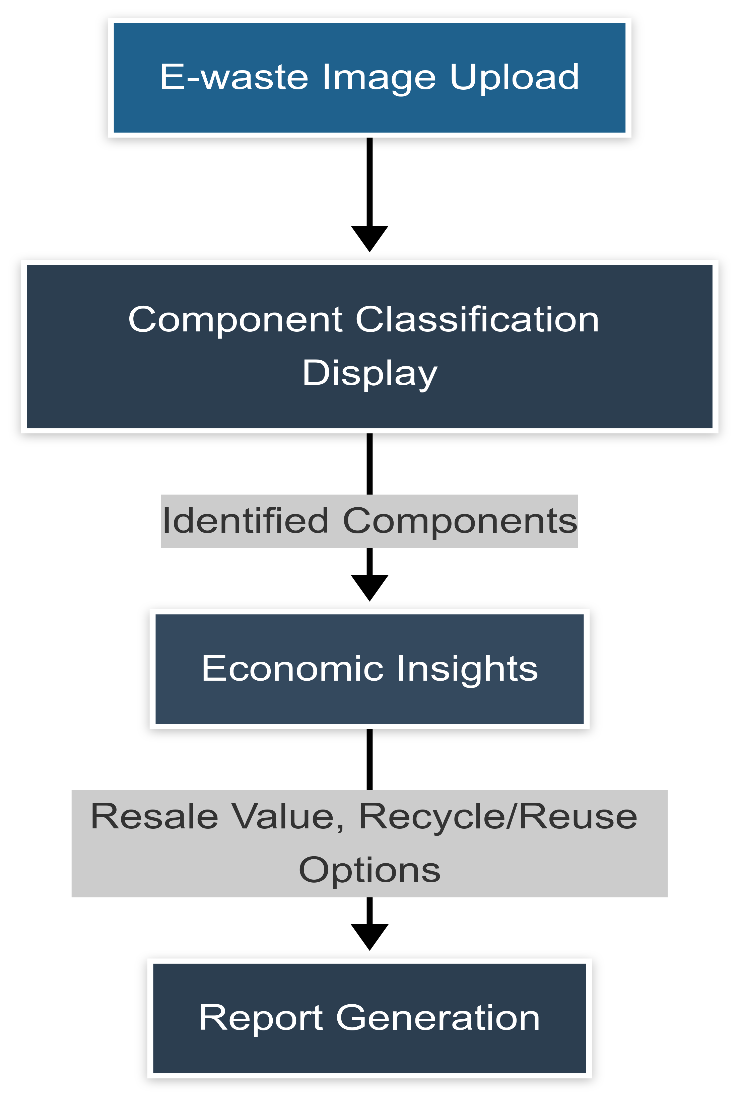 E-waste Image Upload
Component Classification
Display
Identified Components
Economic Insights
Resale Value, Recycle/Reuse
Options
Report Generation